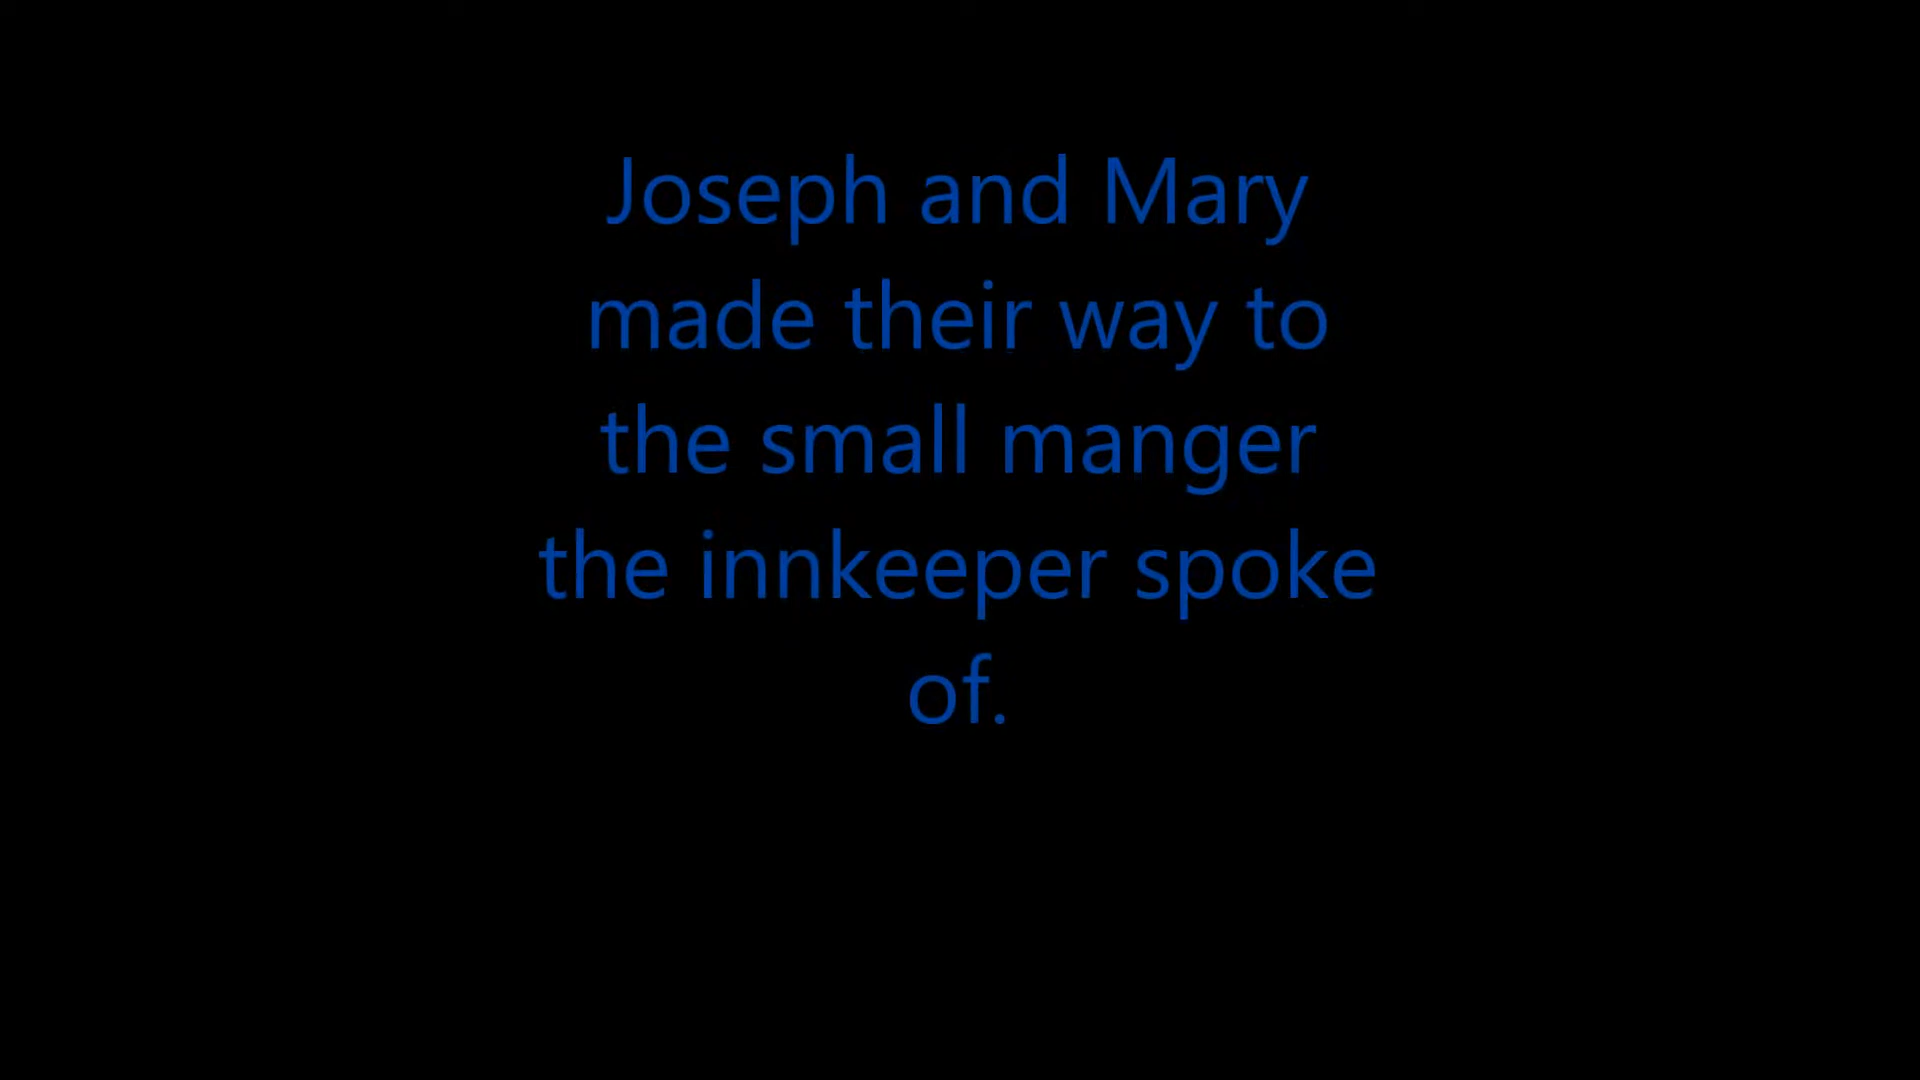 Joseph and Mary
made their way to
the small manger
the innkeeper spoke
of.